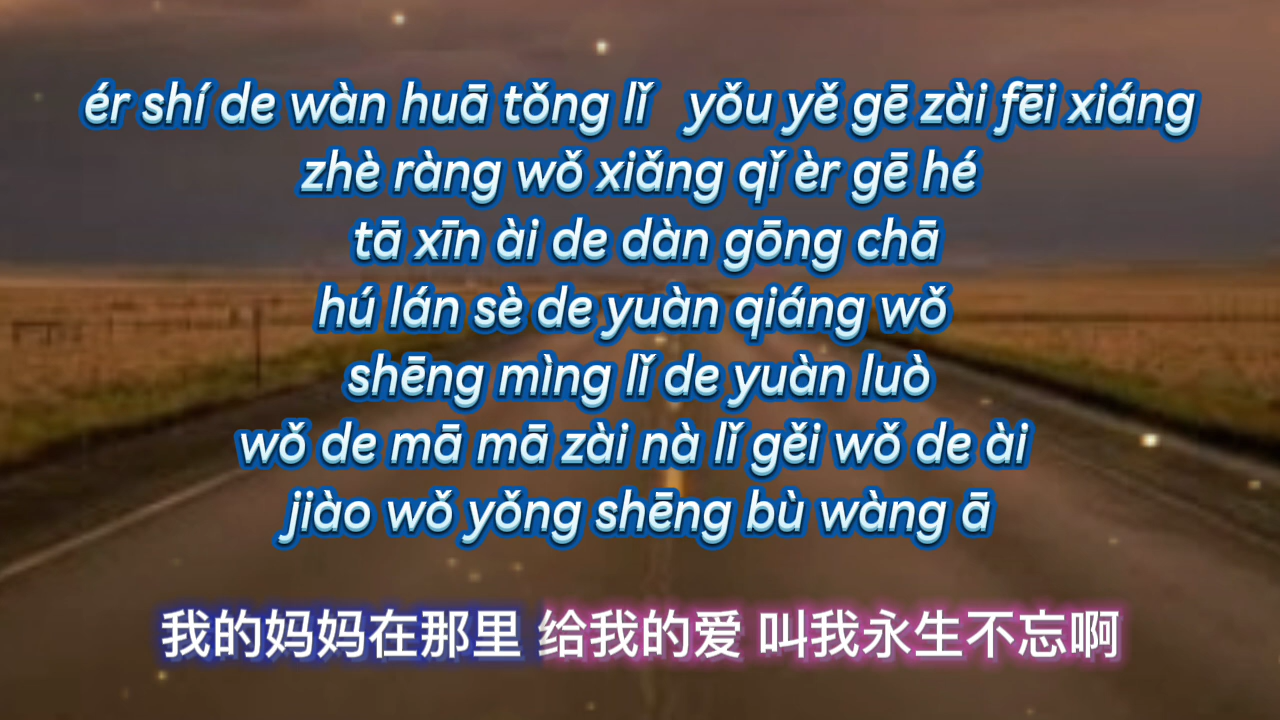 ér shí de wàn huā tǒng lǐ yǒu yě gē zài fēi xiáng
zhè ràng wǒ xiǎng qǐ èr gē hé
tā xīn ài de dàn gōng chā
hú lán sè de yuàn qiáng wǒ
shēng mìng lǐ de yuàn luò
wǒ de mā mā zài nà lǐ gěi wǒ de ài
jiào wǒ yǒng shēng bù wàng ā
我的妈妈在那里 给我的爱 叫我永生不忘啊